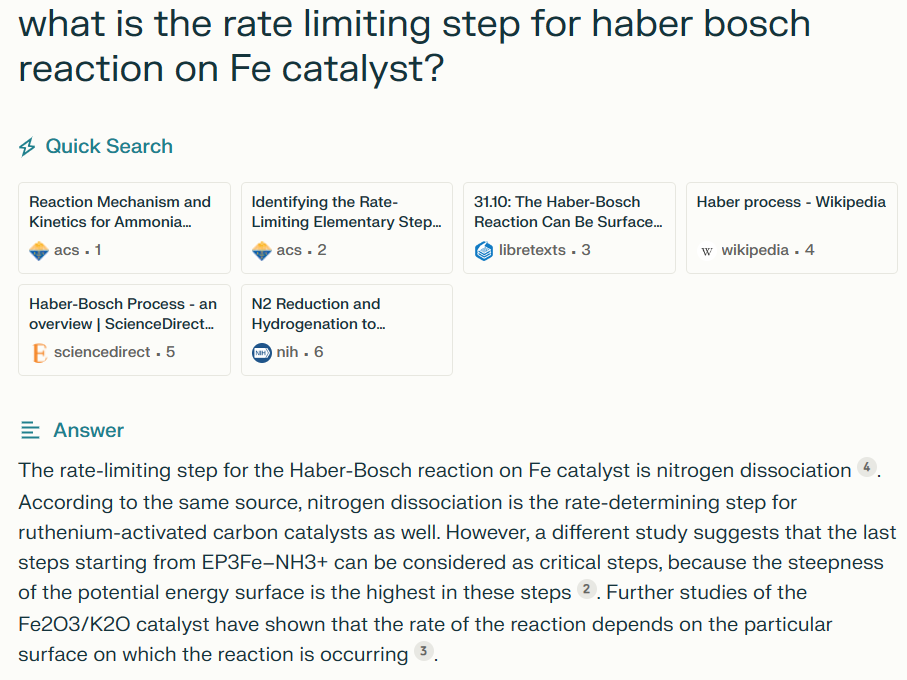 what is the rate limiting step for haber bosch
reaction on Fe catalyst?
Quick Search
Reaction Mechanism and
Kinetics for Ammonia...
acs . 1
Identifying the Rate-
Limiting Elementary Step...
acs . 2
31.10: The Haber-Bosch
Reaction Can Be Surface...
libretexts . 3
Haber process - Wikipedia
W wikipedia . 4
Haber-Bosch Process - an
overview | ScienceDirect...
E sciencedirect . 5
N2 Reduction and
Hydrogenation to...
NIH nih . 6
Answer
The rate-limiting step for the Haber-Bosch reaction on Fe catalyst is nitrogen dissociation 4 .
According to the same source, nitrogen dissociation is the rate-determining step for
ruthenium-activated carbon catalysts as well. However, a different study suggests that the last
steps starting from EP3Fe–NH3+ can be considered as critical steps, because the steepness
of the potential energy surface is the highest in these steps 2 . Further studies of the
Fe2O3/K2O catalyst have shown that the rate of the reaction depends on the particular
surface on which the reaction is occurring 3 .